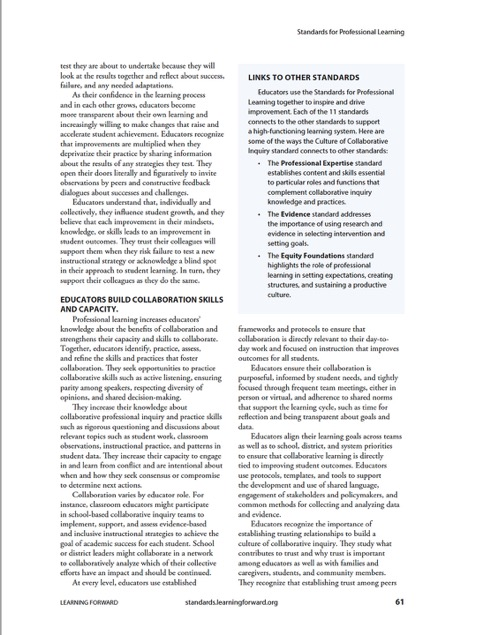 Standards for Professional Learning
test they are about to undertake because they will
look at the results together and reflect about success,
failure, and any needed adaptations.
As their confidence in the learning process
and in each other grows, educators become
more transparent about their own learning and
increasingly willing to make changes that raise and
accelerate student achievement. Educators recognize
that improvements are multiplied when they
deprivatize their practice by sharing information
about the results of any strategies they test. They
open their doors literally and figuratively to invite
observations by peers and constructive feedback
dialogues about successes and challenges.
Educators understand that, individually and
collectively, they influence student growth, and they
believe that each improvement in their mindsets,
knowledge, or skills leads to an improvement in
student outcomes. They trust their colleagues will
support them when they risk failure to test a new
instructional strategy or acknowledge a blind spot
in their approach to student learning. In turn, they
support their colleagues as they do the same.
EDUCATORS BUILD COLLABORATION SKILLS
AND CAPACITY.
Professional learning increases educators'
knowledge about the benefits of collaboration and
strengthens their capacity and skills to collaborate.
Together, educators identify, practice, assess,
and refine the skills and practices that foster
collaboration. They seek opportunities to practice
collaborative skills such as active listening, ensuring
parity among speakers, respecting diversity of
opinions, and shared decision-making.
They increase their knowledge about
collaborative professional inquiry and practice skills
such as rigorous questioning and discussions about
relevant topics such as student work, classroom
observations, instructional practice, and patterns in
student data. They increase their capacity to engage
in and learn from conflict and are intentional about
when and how they seek consensus or compromise
to determine next actions.
Collaboration varies by educator role. For
instance, classroom educators might participate
in school-based collaborative inquiry teams to
implement, support, and assess evidence-based
and inclusive instructional strategies to achieve the
goal of academic success for each student. School
or district leaders might collaborate in a network
to collaboratively analyze which of their collective
efforts have an impact and should be continued.
At every level, educators use established
LINKS TO OTHER STANDARDS
Educators use the Standards for Professional
Learning together to inspire and drive
improvement. Each of the 11 standards
connects to the other standards to support
a high-functioning learning system. Here are
some of the ways the Culture of Collaborative
Inquiry standard connects to other standards:
• The Professional Expertise standard
establishes content and skills essential
to particular roles and functions that
complement collaborative inquiry
knowledge and practices.
• The Evidence standard addresses
the importance of using research and
evidence in selecting intervention and
setting goals.
• The Equity Foundations standard
highlights the role of professional
learning in setting expectations, creating
structures, and sustaining a productive
culture.
frameworks and protocols to ensure that
collaboration is directly relevant to their day-to-
day work and focused on instruction that improves
outcomes for all students.
Educators ensure their collaboration is
purposeful, informed by student needs, and tightly
focused through frequent team meetings, either in
person or virtual, and adherence to shared norms
that support the learning cycle, such as time for
reflection and being transparent about goals and
data.
Educators align their learning goals across teams
as well as to school, district, and system priorities
to ensure that collaborative learning is directly
tied to improving student outcomes. Educators
use protocols, templates, and tools to support
the development and use of shared language,
engagement of stakeholders and policymakers, and
common methods for collecting and analyzing data
and evidence.
Educators recognize the importance of
establishing trusting relationships to build a
culture of collaborative inquiry. They study what
contributes to trust and why trust is important
among educators as well as with families and
caregivers, students, and community members.
They recognize that establishing trust among peers
LEARNING FORWARD
standards.learningforward.org
61